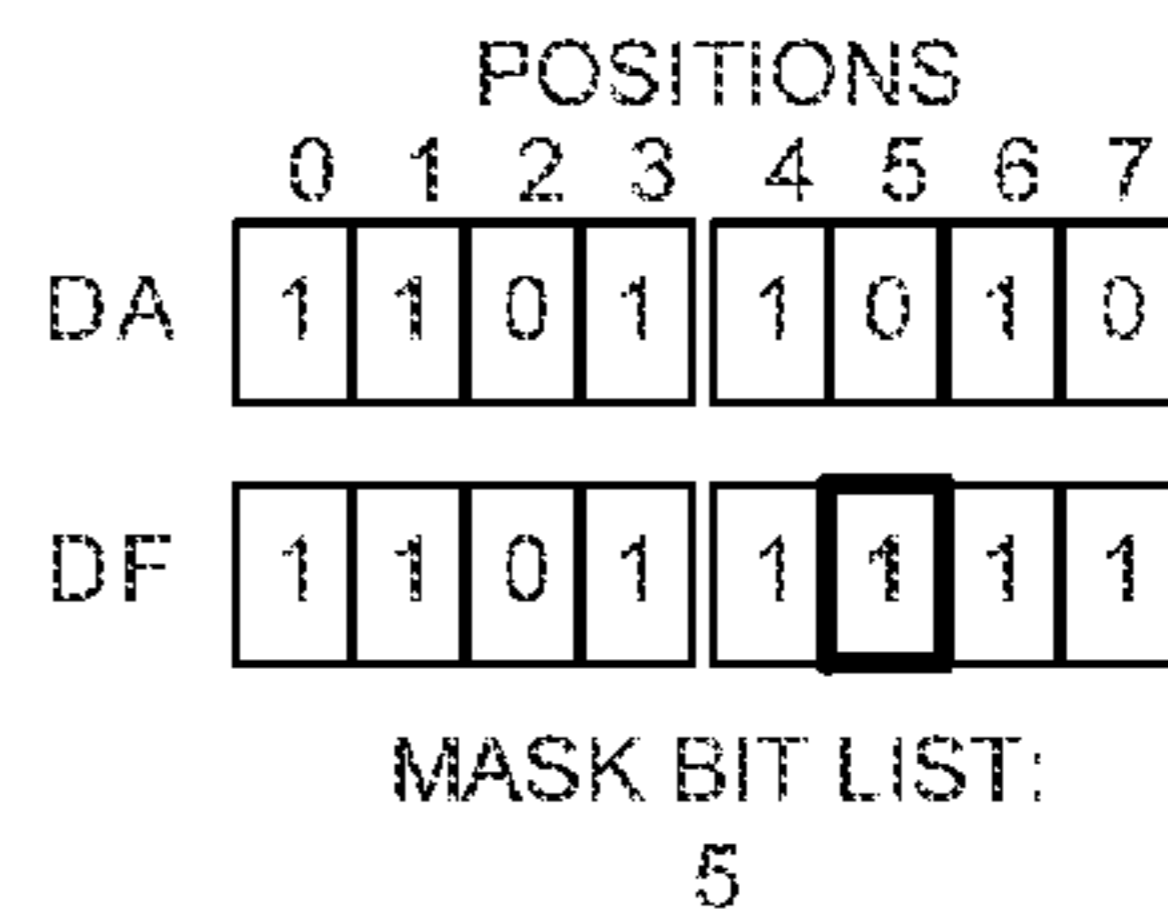 POSITIONS
0 1 2 3 4 5 6 7
DA 1 1 0 1 1 0 1 0
DF 1 1 0 1 1 1 1 1
MASK BIT LIST:
5